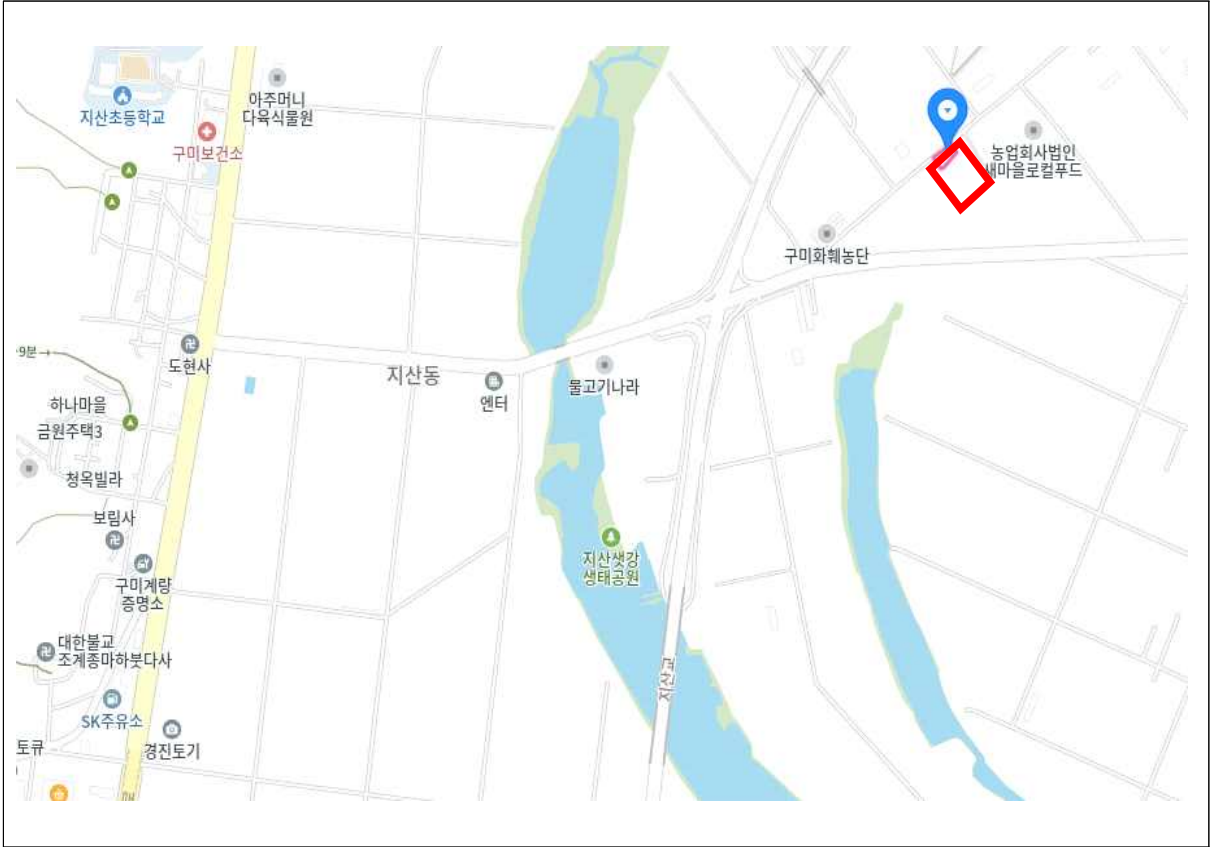 아주머니
다육식물원
지산초등학교
구미보건소
농업회사법인
새마을로컬푸드
구미화훼농단
9분→
도현사
지산동
엔터
물고기나라
하나마을
금원주택3
청옥빌라
보림사
지산샛강
생태공원
구미계량
증명소
대한불교
조계종마하붓다사
지산교
SK주유소
토큐
경진토기